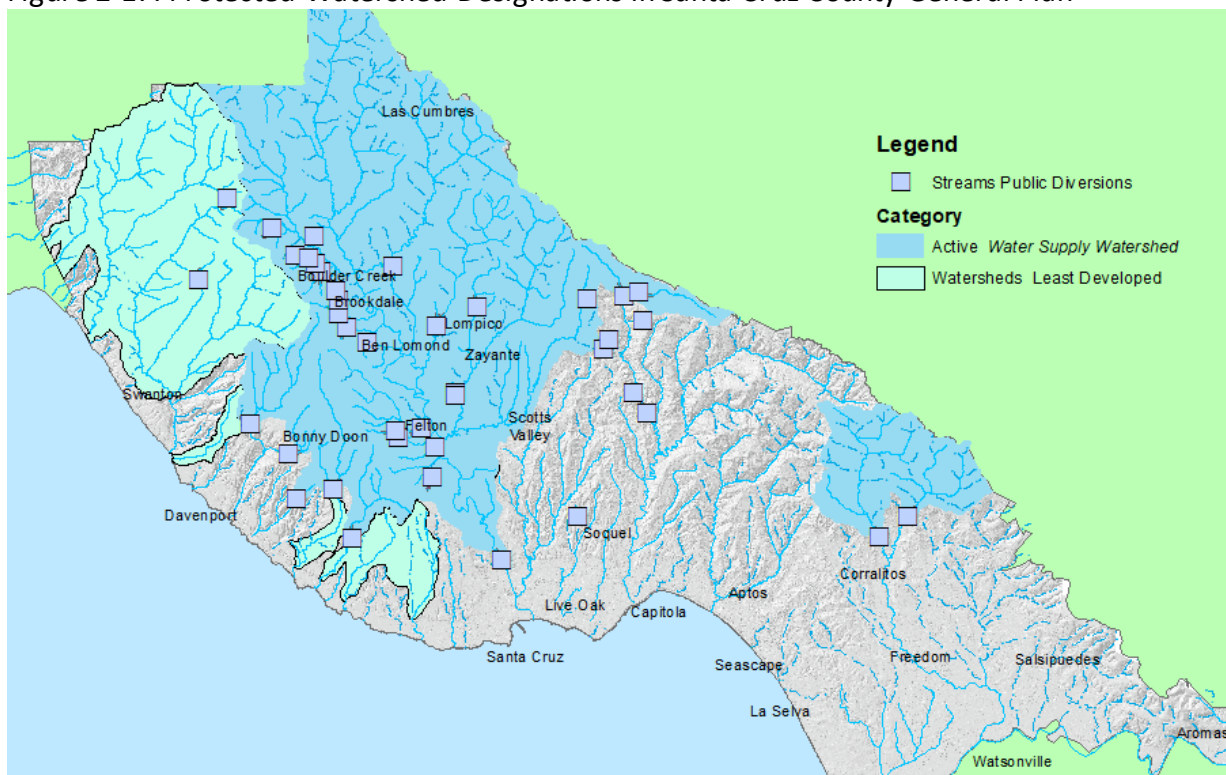 Las Cumbres
Legend
Streams Public Diversions
Category
Active Water Supply Watershed
Watersheds Least Developed
Boulder Creek
Brookdale
Lompico
Ben Lomond
Zayante
Swanton
Scotts
Valley
Felton
Bonny Doon
Davenport
Soquel
Corralitos
Live Oak
Capitola
Aptos
Santa Cruz
Seascape
Freedom
Salsipuedes
La Selva
Aromas
Watsonville